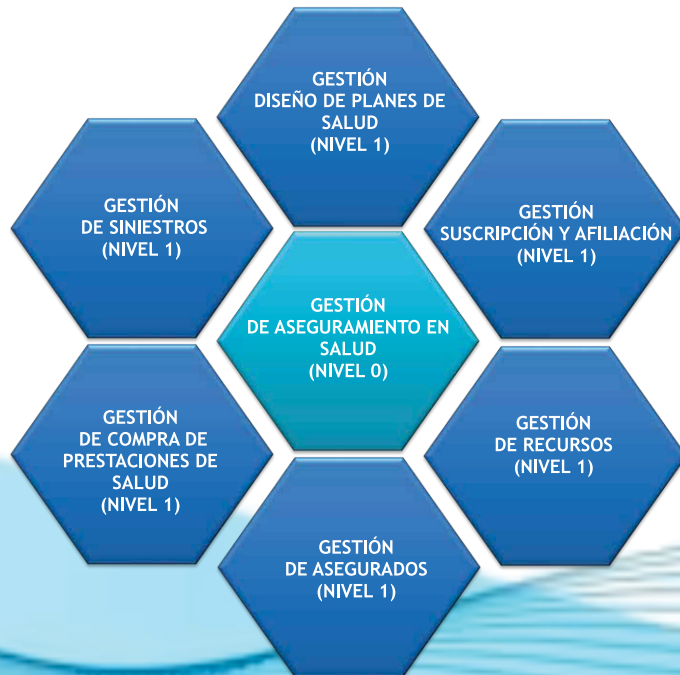 GESTIÓN
DISEÑO DE PLANES DE
SALUD
(NIVEL 1)
GESTIÓN
DE SINIESTROS
(NIVEL 1)
GESTIÓN
SUSCRIPCIÓN Y AFILIACIÓN
(NIVEL 1)
GESTIÓN
DE ASEGURAMIENTO EN
SALUD
(NIVEL 0)
GESTIÓN
DE COMPRA DE
PRESTACIONES DE
SALUD
(NIVEL 1)
GESTIÓN
DE RECURSOS
(NIVEL 1)
GESTIÓN
DE ASEGURADOS
(NIVEL 1)